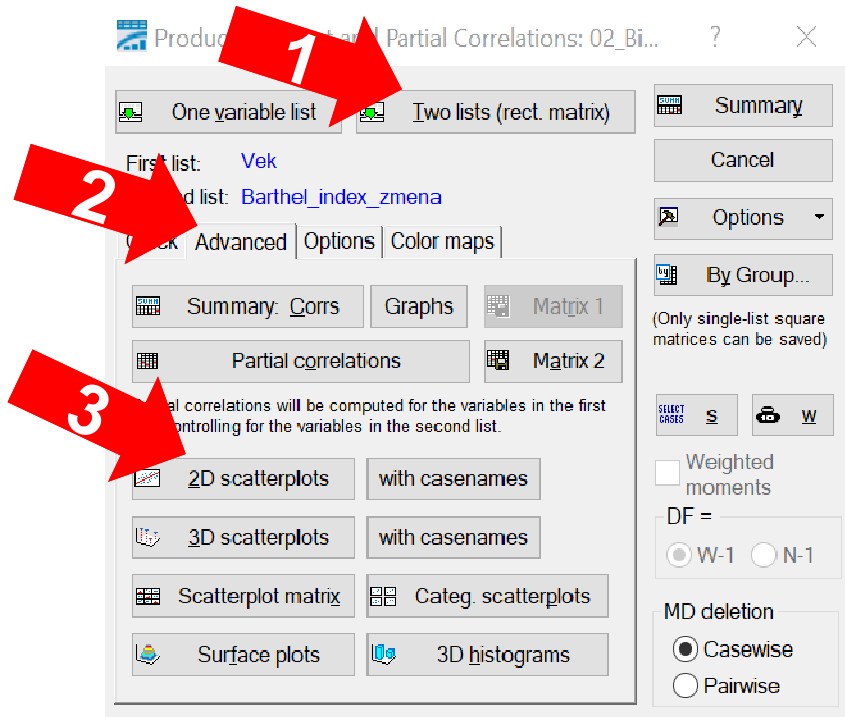 Produ and Partial Correlations: 02_Bi... ?
1
One variable list Two lists (rect. matrix) Summary
First list: Vek Cancel
2
list: Barthel_index_zmena
Options
Advanced Options Color maps
By Group...
Summary: Corrs Graphs Matrix 1
(Only single-list square
matrices can be saved)
Partial correlations Matrix 2
correlations will be computed for the variables in the first
controlling for the variables in the second list.
SELECT CASES S W
3
2D scatterplots with casenames
Weighted
moments
3D scatterplots with casenames
DF =
W-1 N-1
Scatterplot matrix Categ. scatterplots
MD deletion
Surface plots 3D histograms
Casewise
Pairwise